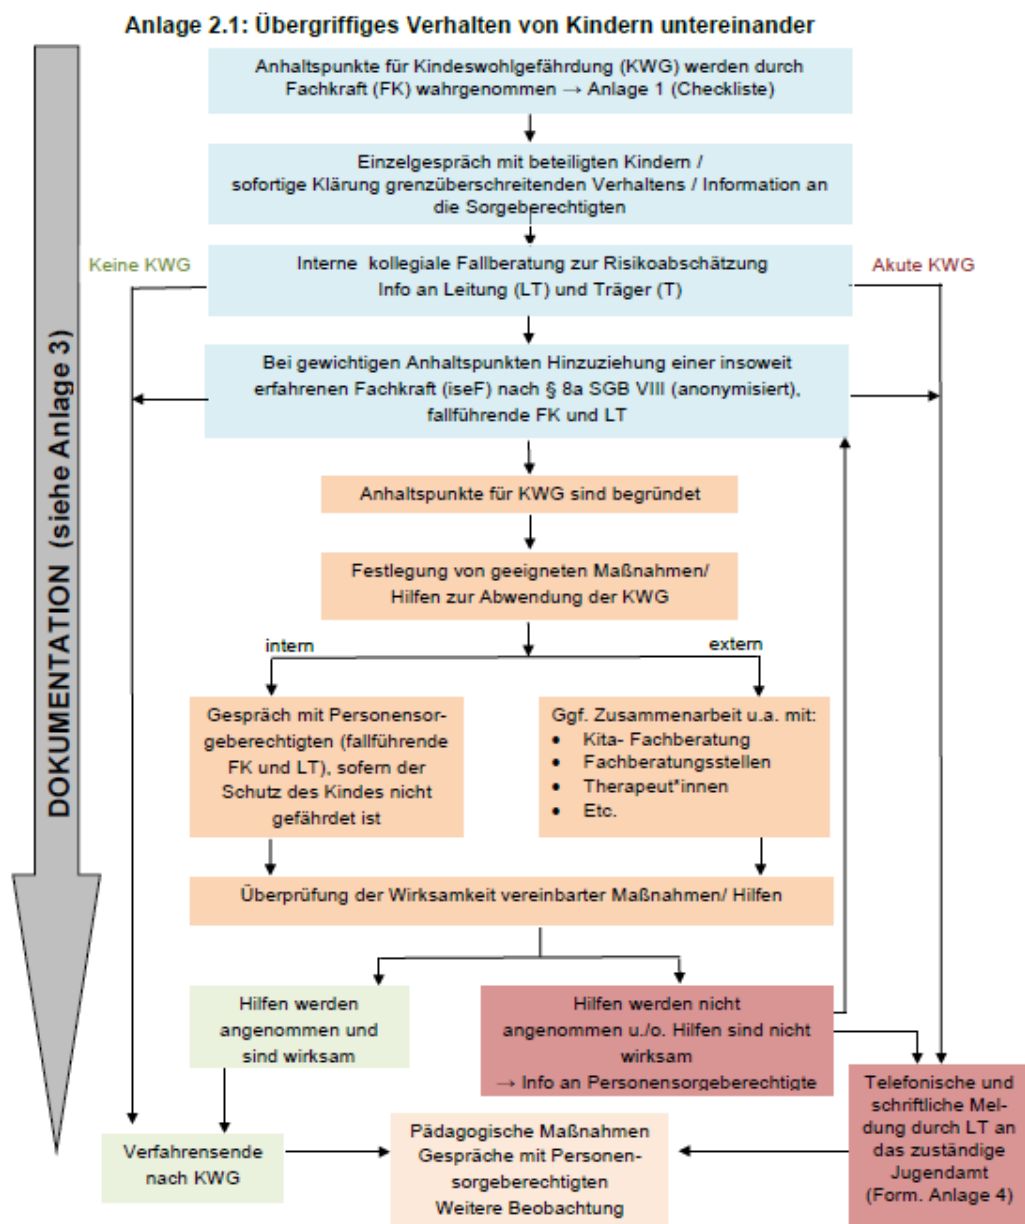 Anlage 2.1: Übergriffiges Verhalten von Kindern untereinander
DOKUMENTATION (siehe Anlage 3)
Anhaltspunkte für Kindeswohlgefährdung (KWG) werden durch
Fachkraft (FK) wahrgenommen → Anlage 1 (Checkliste)
Einzelgespräch mit beteiligten Kindern /
sofortige Klärung grenzüberschreitenden Verhaltens / Information an
die Sorgeberechtigten
Keine KWG
Akute KWG
Interne kollegiale Fallberatung zur Risikoabschätzung
Info an Leitung (LT) und Träger (T)
Bei gewichtigen Anhaltspunkten Hinzuziehung einer insoweit
erfahrenen Fachkraft (iseF) nach § 8a SGB VIII (anonymisiert),
fallführende FK und LT
Anhaltspunkte für KWG sind begründet
Festlegung von geeigneten Maßnahmen/
Hilfen zur Abwendung der KWG
intern
extern
Gespräch mit Personensor-
geberechtigten (fallführende
FK und LT), sofern der
Schutz des Kindes nicht
gefährdet ist
Ggf. Zusammenarbeit u.a. mit:
• Kita- Fachberatung
• Fachberatungsstellen
• Therapeut*innen
• Etc.
Überprüfung der Wirksamkeit vereinbarter Maßnahmen/ Hilfen
Hilfen werden
angenommen und
sind wirksam
Hilfen werden nicht
angenommen u./o. Hilfen sind nicht
wirksam
→ Info an Personensorgeberechtigte
Telefonische und
schriftliche Mel-
dung durch LT an
das zuständige
Jugendamt
(Form. Anlage 4)
Verfahrensende
nach KWG
Pädagogische Maßnahmen
Gespräche mit Personen-
sorgeberechtigten
Weitere Beobachtung